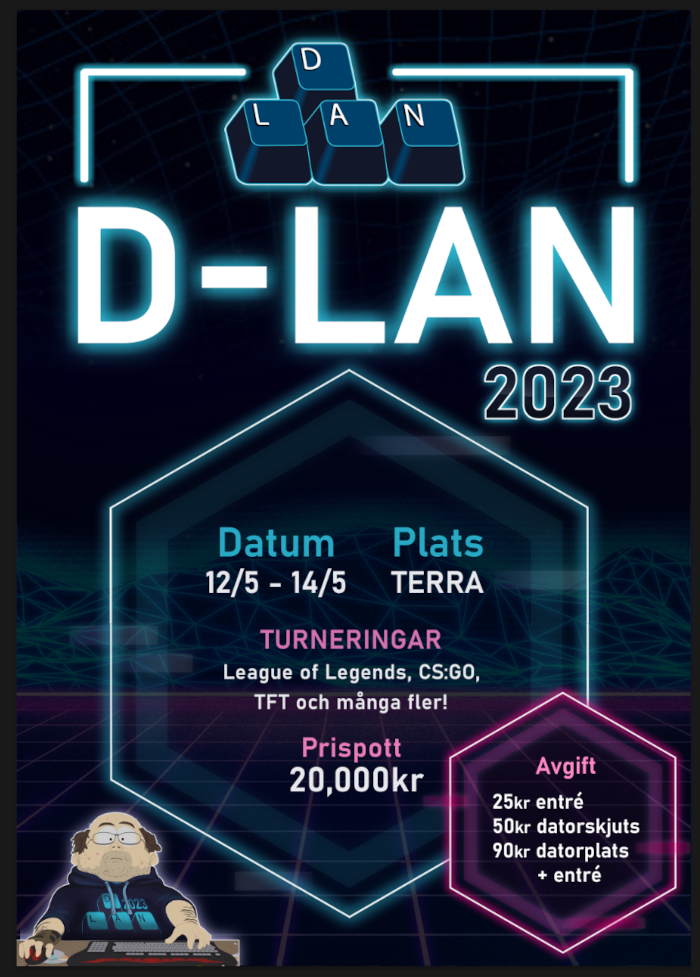 D
L A N
D-LAN
2023
Datum Plats
12/5 - 14/5 TERRA
TURNERINGAR
League of Legends, CS:GO,
TFT och många fler!
Prispott
20,000kr
Avgift
25kr entré
50kr datorskjuts
90kr datorplats
+ entré
D 2023
L A N